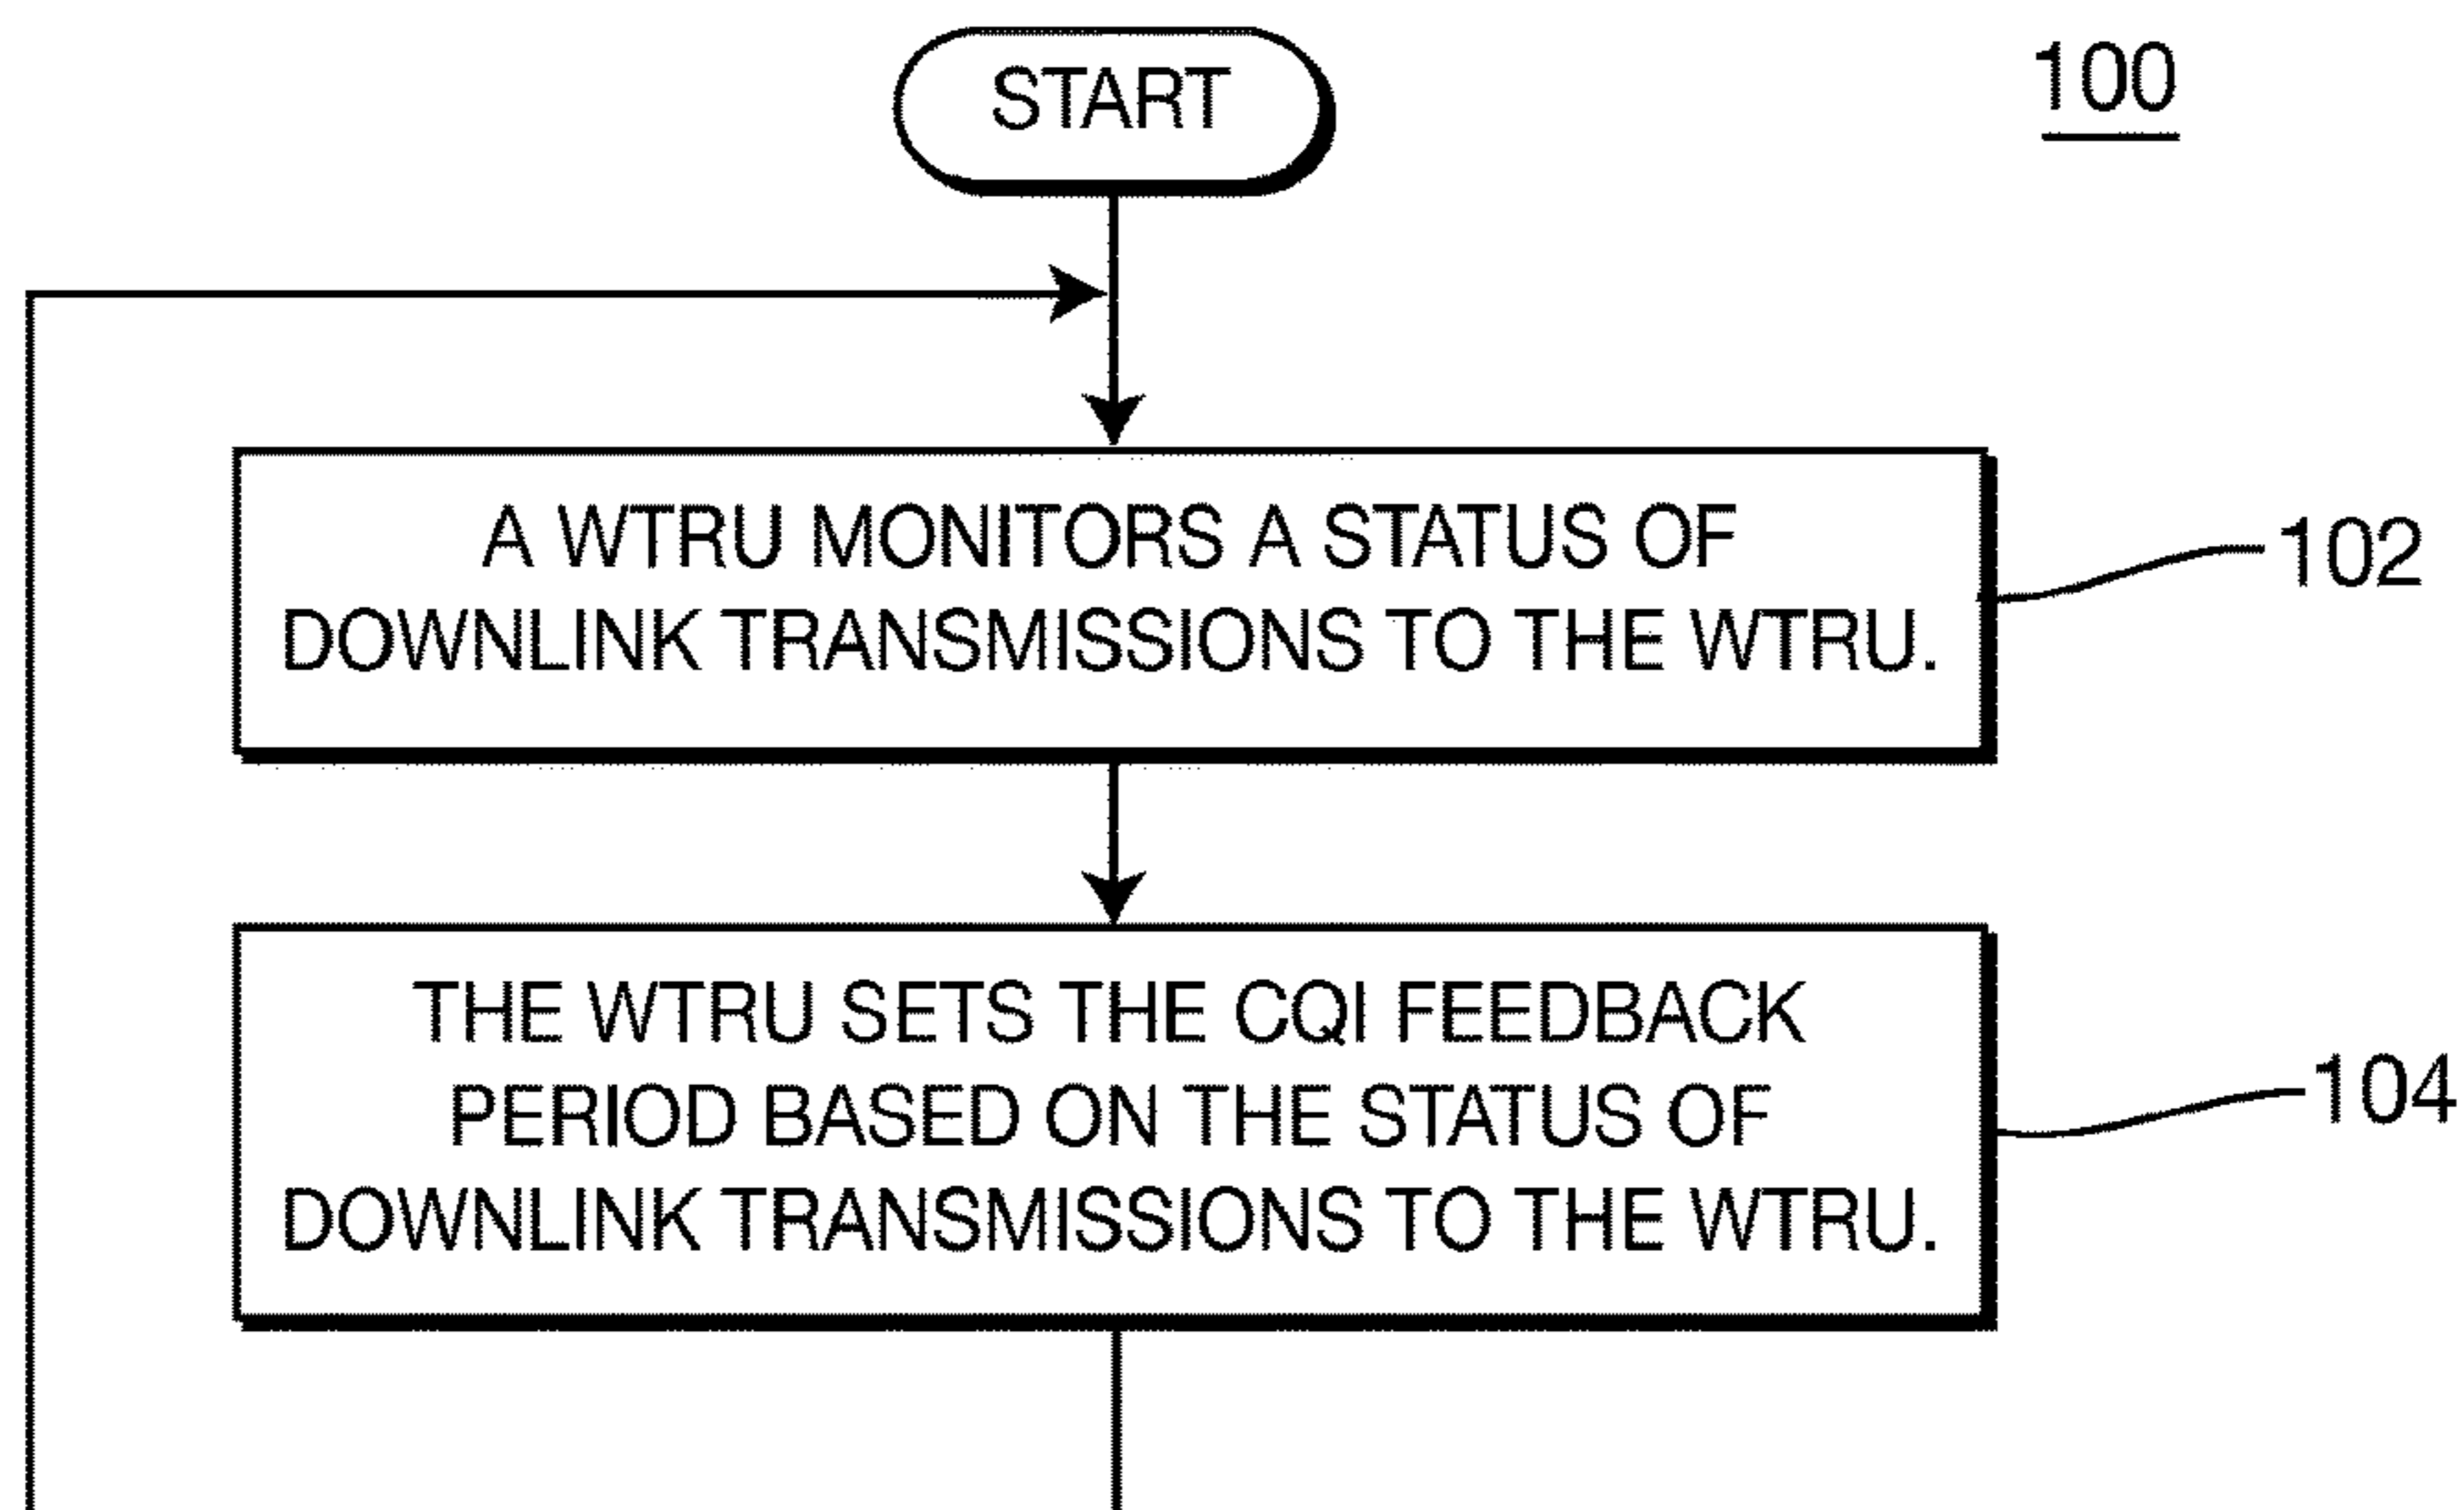 START
100
A WTRU MONITORS A STATUS OF
DOWNLINK TRANSMISSIONS TO THE WTRU.
102
THE WTRU SETS THE CQI FEEDBACK
PERIOD BASED ON THE STATUS OF
DOWNLINK TRANSMISSIONS TO THE WTRU.
104